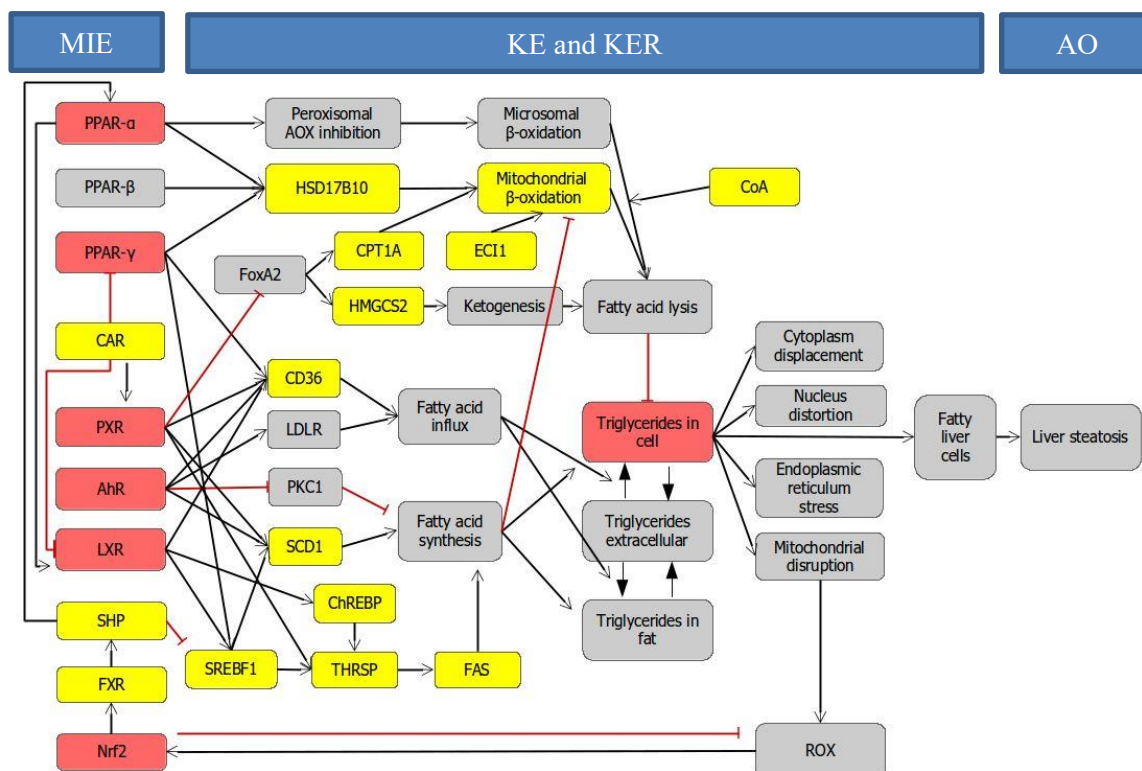 MIE
KE and KER
AO
PPAR-α
Peroxisomal
AOX inhibition
Microsomal
β-oxidation
PPAR-β
HSD17B10
Mitochondrial
β-oxidation
CoA
PPAR-γ
CPT1A
ECI1
FoxA2
HMGCS2
Ketogenesis
Fatty acid lysis
CAR
Cytoplasm
displacement
CD36
Nucleus
distortion
PXR
LDLR
Fatty acid
influx
Triglycerides in
cell
Fatty
liver
cells
Liver steatosis
AhR
PKC1
Endoplasmic
reticulum
stress
LXR
SCD1
Fatty acid
synthesis
Triglycerides
extracellular
Mitochondrial
disruption
ChREBP
SHP
Triglycerides in
fat
SREBF1
THRSP
FAS
FXR
Nrf2
ROX